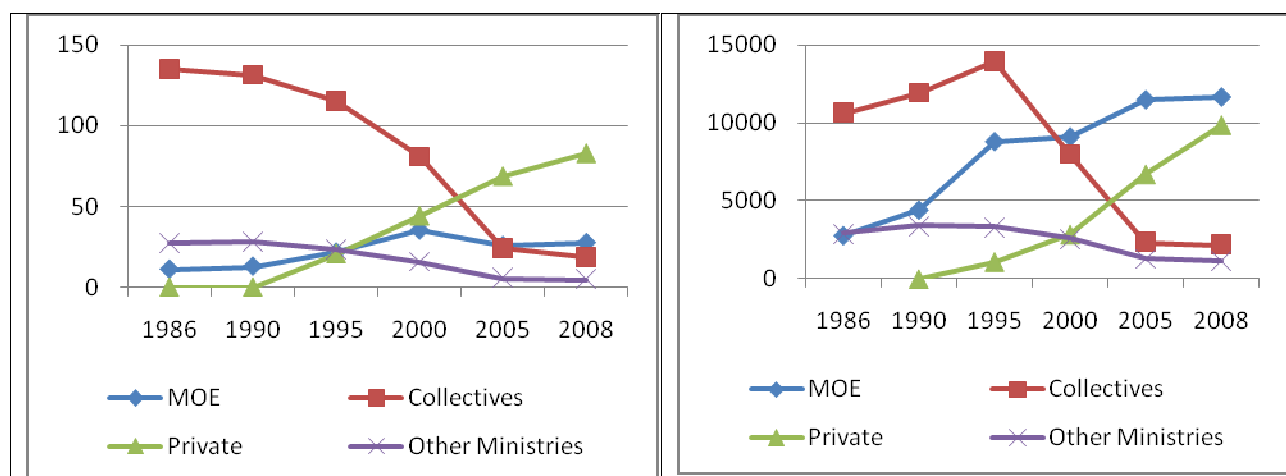 150
100
50
0
1986 1990 1995 2000 2005 2008
MOE Collectives
Private Other Ministries
15000
10000
5000
0
1986 1990 1995 2000 2005 2008
MOE Collectives
Private Other Ministries